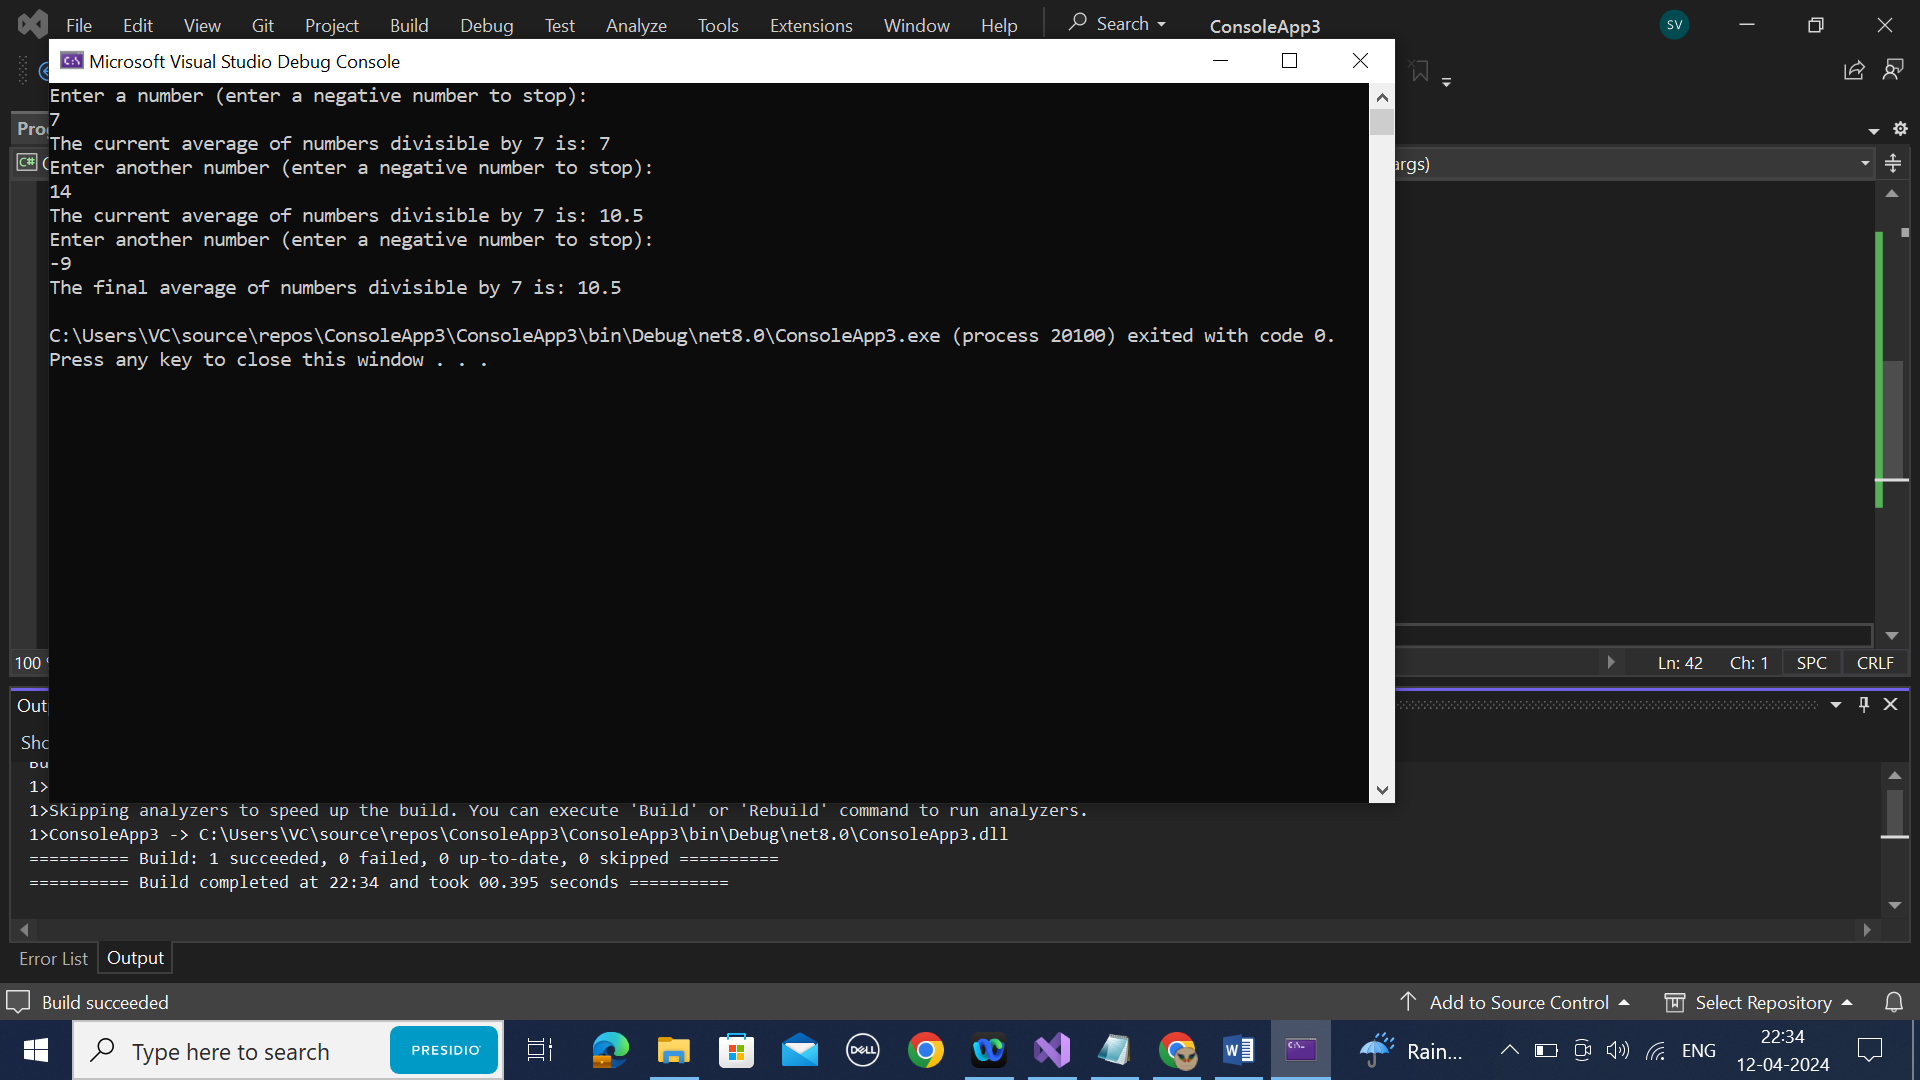 File Edit View Git Project Build Debug Test Analyze Tools Extensions Window Help Search ConsoleApp3 SV
Microsoft Visual Studio Debug Console
Enter a number (enter a negative number to stop):
7
The current average of numbers divisible by 7 is: 7
Enter another number (enter a negative number to stop):
14
The current average of numbers divisible by 7 is: 10.5
Enter another number (enter a negative number to stop):
-9
The final average of numbers divisible by 7 is: 10.5
C:\Users\VC\source\repos\ConsoleApp3\ConsoleApp3\bin\Debug\net8.0\ConsoleApp3.exe (process 20100) exited with code 0.
Press any key to close this window . . .
args)
100
Ln: 42 Ch: 1 SPC CRLF
1>
1>Skipping analyzers to speed up the build. You can execute 'Build' or 'Rebuild' command to run analyzers.
1>ConsoleApp3 -> C:\Users\VC\source\repos\ConsoleApp3\ConsoleApp3\bin\Debug\net8.0\ConsoleApp3.dll
========== Build: 1 succeeded, 0 failed, 0 up-to-date, 0 skipped ==========
========== Build completed at 22:34 and took 00.395 seconds ==========
Error List Output
Build succeeded Add to Source Control Select Repository
Type here to search PRESIDIO DELL Rain... ENG 22:34
12-04-2024